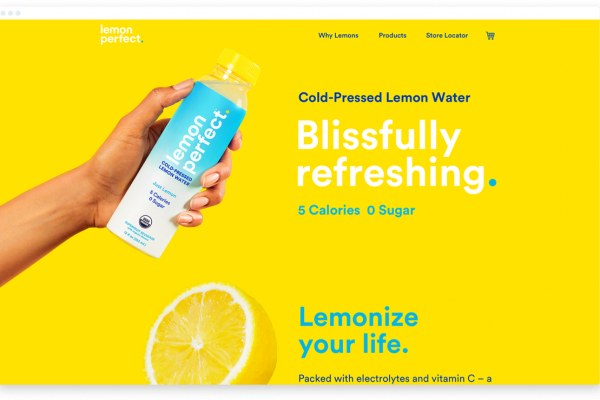 lemon
perfect.
Why Lemons
Products
Store Locator
Cold-Pressed Lemon Water
Blissfully
refreshing.
5 Calories 0 Sugar
lemon
perfect.
COLD-PRESSED
LEMON WATER
Just Lemon
5 Calories
0 Sugar
Lemonize
your life.
Packed with electrolytes and vitamin C – a